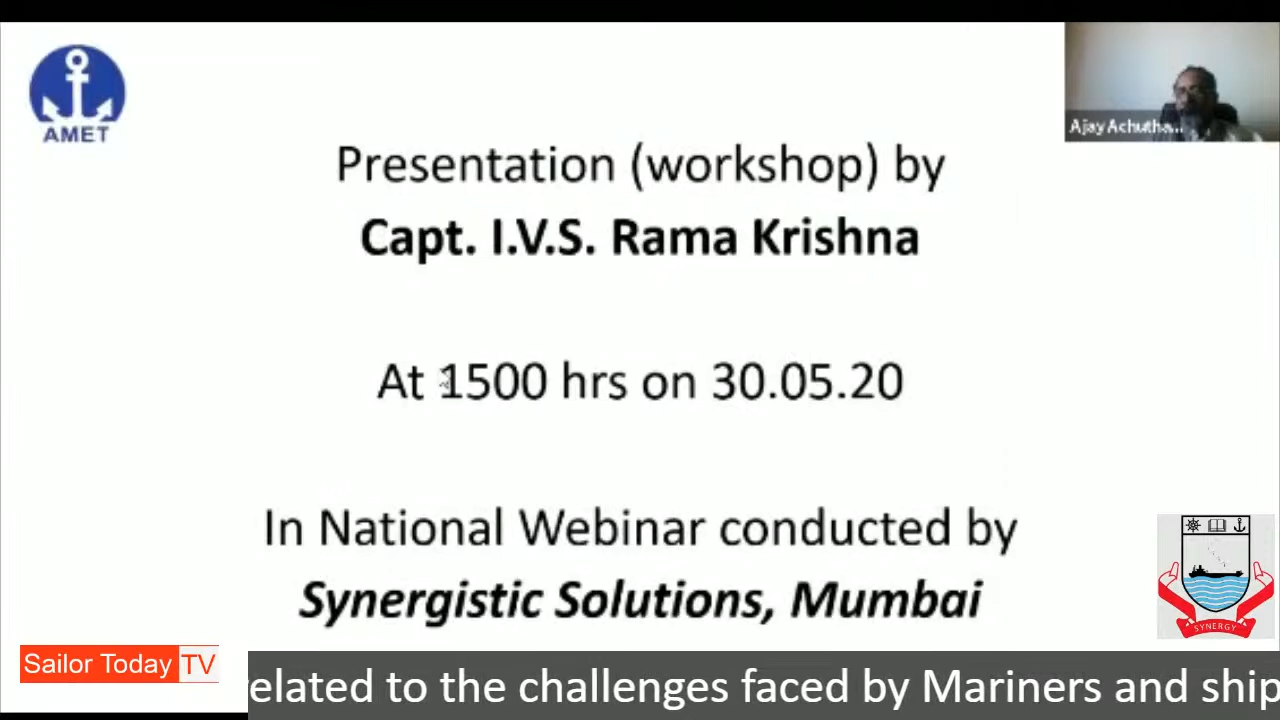 AMET
Ajay Achutha...
Presentation (workshop) by
Capt. I.V.S. Rama Krishna
At 1500 hrs on 30.05.20
In National Webinar conducted by
Synergistic Solutions, Mumbai
SYNERGY
Sailor Today TV
related to the challenges faced by Mariners and ship